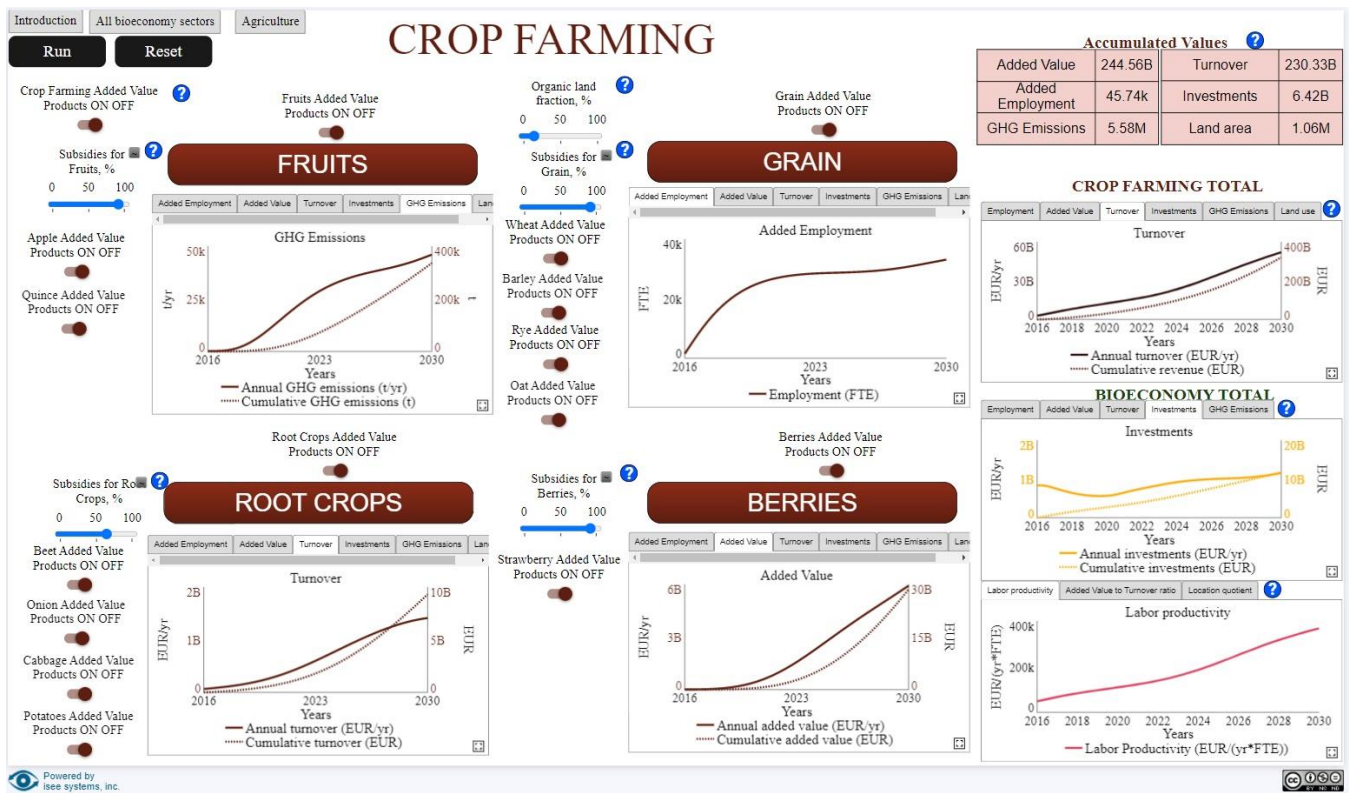 Introduction
All bioeconomy sectors
Agriculture
Run
Reset
CROP FARMING
Accumulated Values ?
Added Value 244.56B Turnover 230.33B
Added Employment 45.74k Investments 6.42B
GHG Emissions 5.58M Land area 1.06M
Crop Farming Added Value
Products ON OFF
?
Subsidies for
Fruits, %
?
0 50 100
Apple Added Value
Products ON OFF
Quince Added Value
Products ON OFF
Fruits Added Value
Products ON OFF
FRUITS
Added Employment Added Value Turnover Investments GHG Emissions Lan
GHG Emissions
50k
25k
0
t/yr
400k
200k
0
t
2016 2023 2030
Years
Annual GHG emissions (t/yr)
Cumulative GHG emissions (t)
Organic land
fraction, %
?
0 50 100
Subsidies for
Grain, %
?
0 50 100
Wheat Added Value
Products ON OFF
Barley Added Value
Products ON OFF
Rye Added Value
Products ON OFF
Oat Added Value
Products ON OFF
Grain Added Value
Products ON OFF
GRAIN
Added Employment Added Value Turnover Investments GHG Emissions Lan
Added Employment
40k
20k
FTE
2016 2023 2030
Years
Employment (FTE)
CROP FARMING TOTAL
Employment Added Value Turnover Investments GHG Emissions Land use ?
Turnover
60B
30B
0
EUR/yr
400B
200B
0
EUR
2016 2018 2020 2022 2024 2026 2028 2030
Years
Annual turnover (EUR/yr)
Cumulative revenue (EUR)
BIOECONOMY TOTAL
Employment Added Value Turnover Investments GHG Emissions ?
Investments
2B
1B
0
EUR/yr
20B
10B
0
EUR
2016 2018 2020 2022 2024 2026 2028 2030
Years
Annual investments (EUR/yr)
Cumulative investments (EUR)
Labor productivity Added Value to Turnover ratio Location quotient ?
Labor productivity
400k
200k
0
EUR/(yr*FTE)
2016 2018 2020 2022 2024 2026 2028 2030
Years
Labor Productivity (EUR/(yr*FTE))
Subsidies for Ro
Crops, %
?
0 50 100
Beet Added Value
Products ON OFF
Onion Added Value
Products ON OFF
Cabbage Added Value
Products ON OFF
Potatoes Added Value
Products ON OFF
Root Crops Added Value
Products ON OFF
ROOT CROPS
Added Employment Added Value Turnover Investments GHG Emissions Lan
Turnover
2B
1B
0
EUR/yr
10B
5B
0
EUR
2016 2023 2030
Years
Annual turnover (EUR/yr)
Cumulative turnover (EUR)
Subsidies for
Berries, %
?
0 50 100
Strawberry Added Value
Products ON OFF
Berries Added Value
Products ON OFF
BERRIES
Added Employment Added Value Turnover Investments GHG Emissions Lan
Added Value
6B
3B
0
EUR/yr
30B
15B
0
EUR
2016 2023 2030
Years
Annual added value (EUR/yr)
Cumulative added value (EUR)
Powered by
isee systems, inc.
BY NC ND